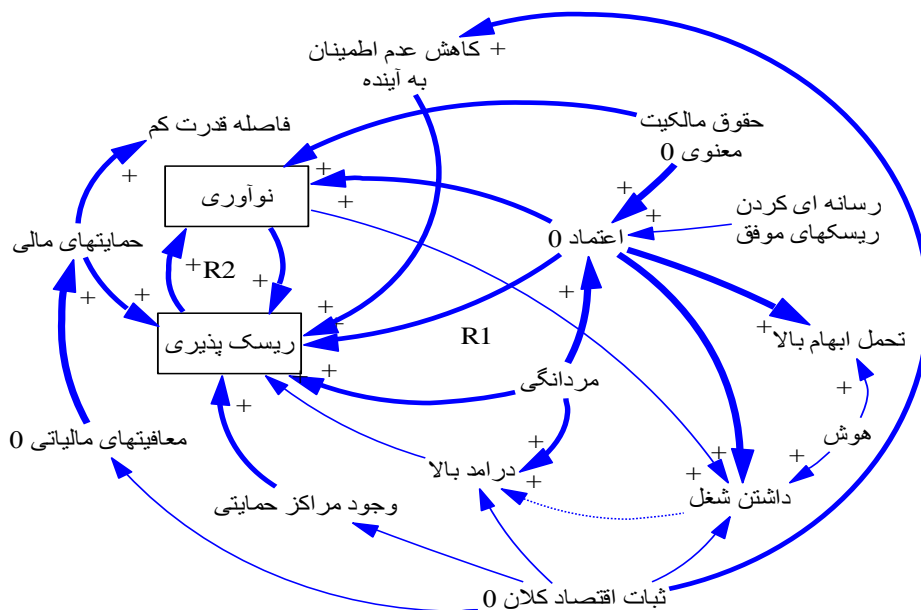 کاهش عدم اطمینان +
به آینده
حقوق مالکیت
معنوی 0
فاصله قدرت کم
نوآوری
رسانه ای کردن
ریسکهای موفق
اعتماد 0
حمایتهای مالی
R2
R1
ریسک پذیری
تحمل ابهام بالا
مردانگی
هوش
معافیتهای مالیاتی 0
درامد بالا
داشتن شغل
وجود مراکز حمایتی
ثبات اقتصاد کلان 0